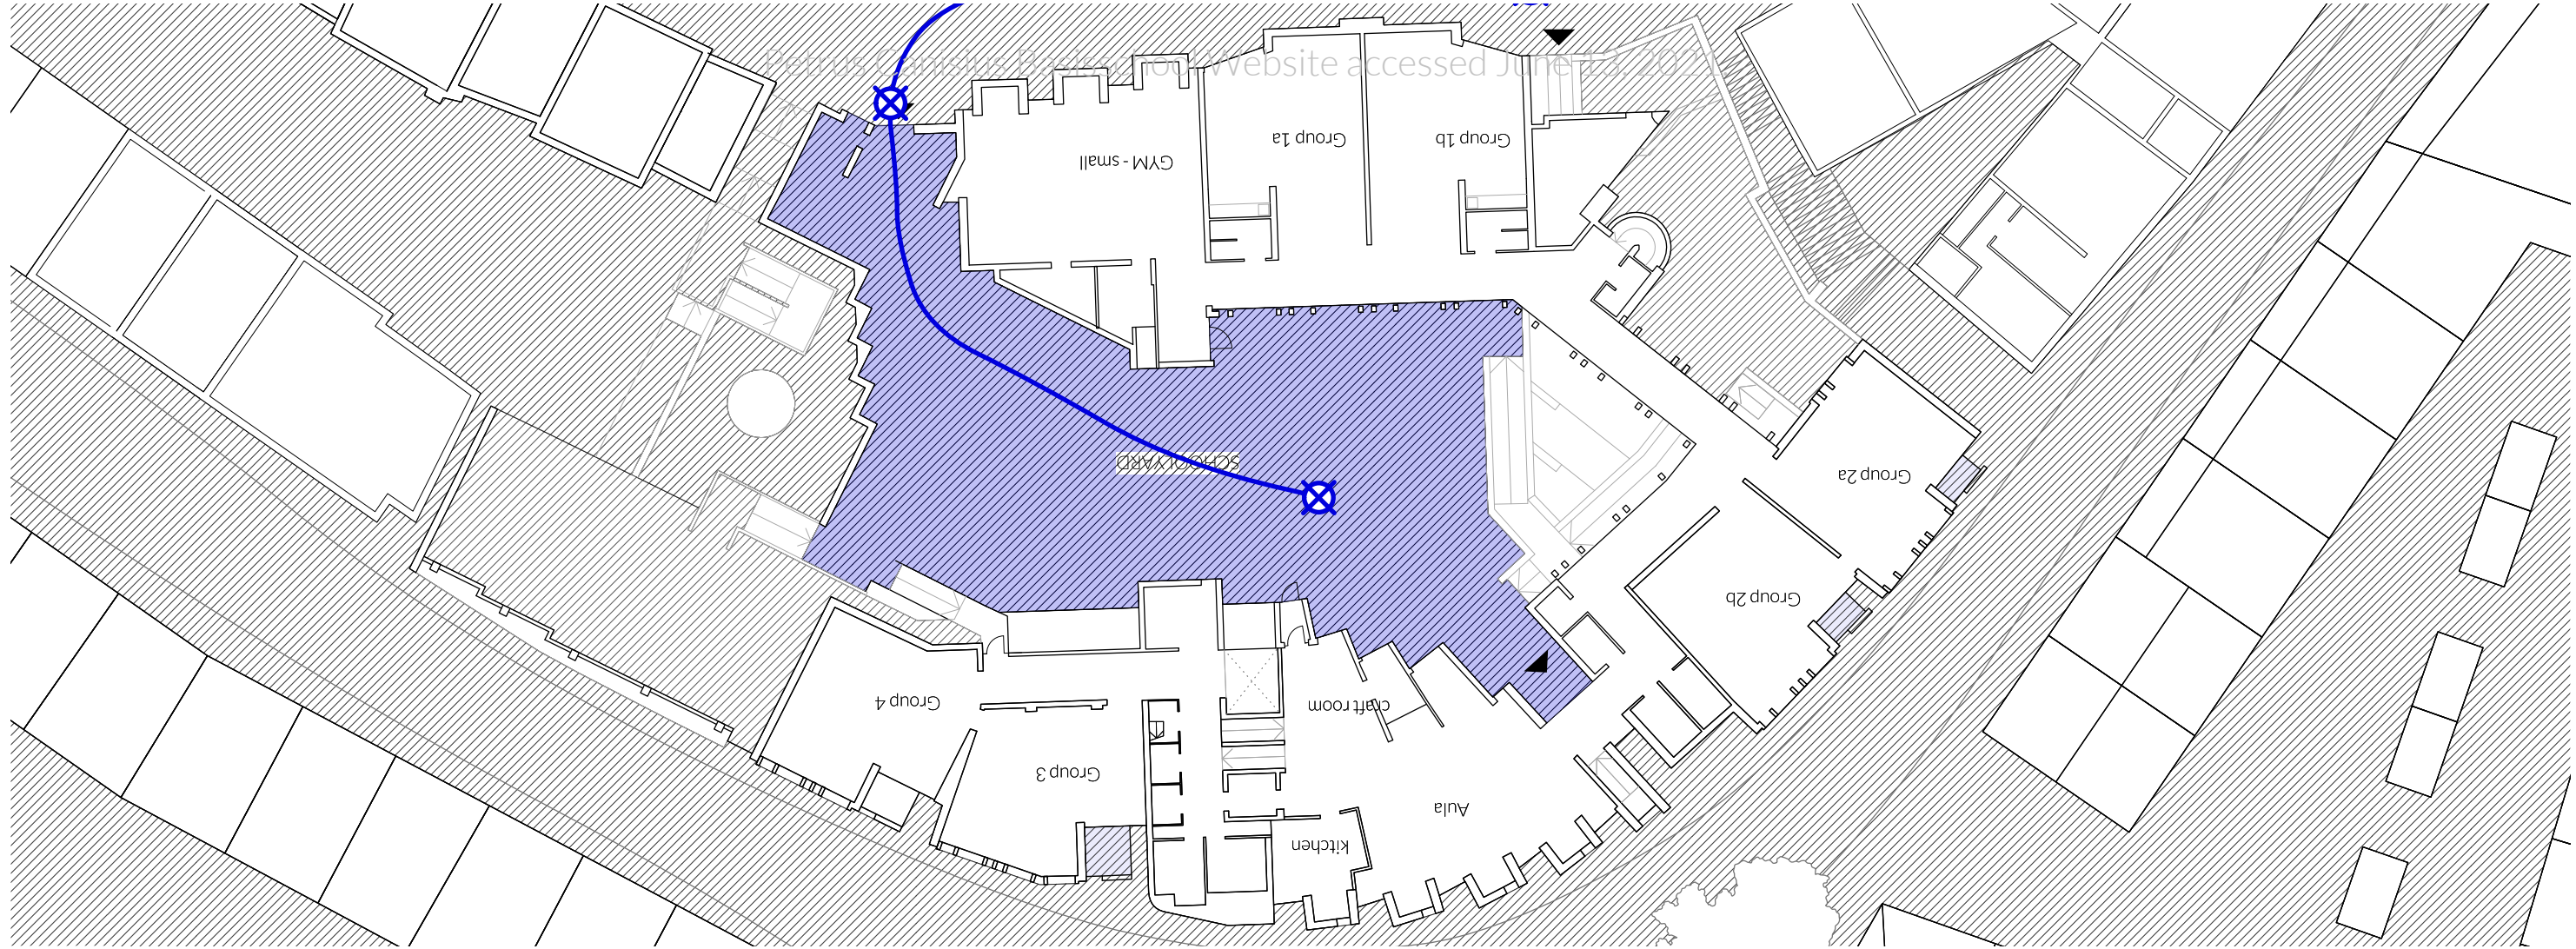 Petrus Canisius Basisschool Website accessed June 13, 2021
Group 1a
Group 1b
GYM - small
SCHOOLYARD
Group 2a
Group 2b
Group 4
craft room
Group 3
Aula
kitchen